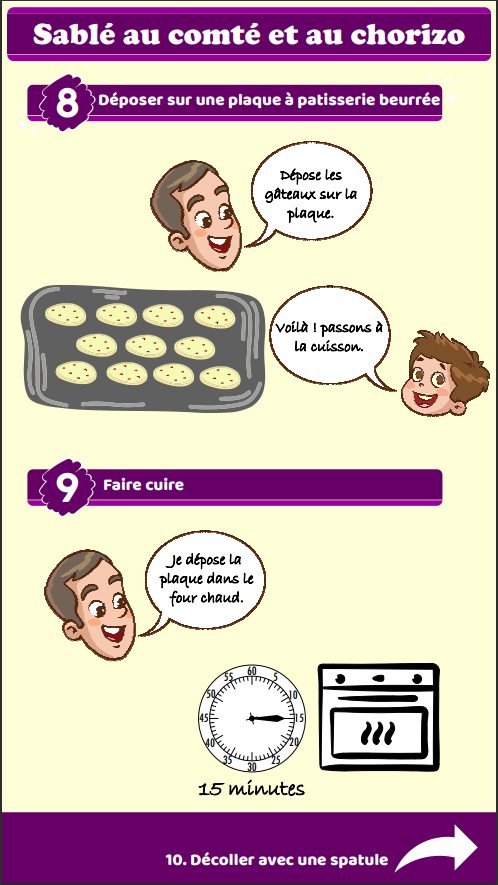 Sablé au comté et au chorizo
8 Déposer sur une plaque à patisserie beurrée
Dépose les
gâteaux sur la
plaque.
Voilà ! passons à
la cuisson.
9 Faire cuire
Je dépose la
plaque dans le
four chaud.
60
5
10
15
20
25
30
35
40
45
50
55
15 minutes
10. Décoller avec une spatule